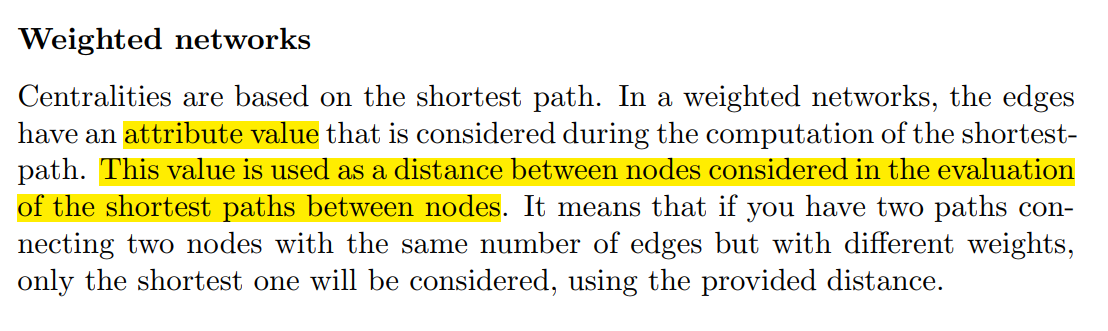 Weighted networks
Centralities are based on the shortest path. In a weighted networks, the edges
have an attribute value that is considered during the computation of the shortest-
path. This value is used as a distance between nodes considered in the evaluation
of the shortest paths between nodes. It means that if you have two paths con-
necting two nodes with the same number of edges but with different weights,
only the shortest one will be considered, using the provided distance.